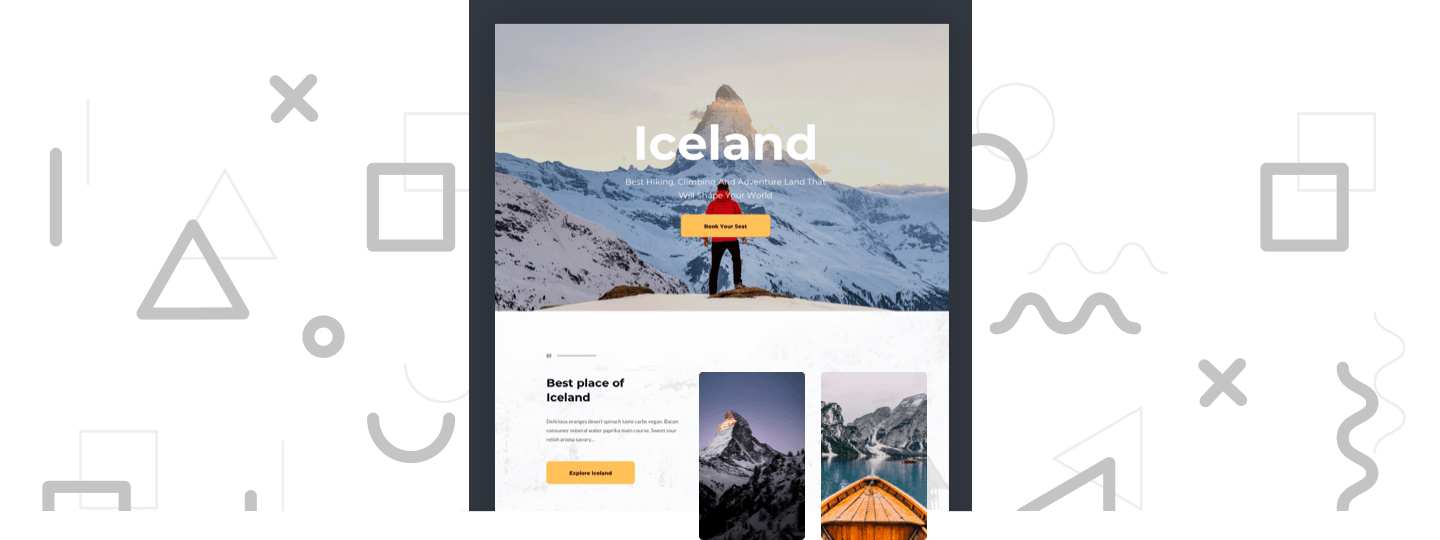 Iceland
Best Hiking, Climbing And Adventure Land That
Will Shape Your World
Book Your Seat
01
Best place of
Iceland
Delicious oranges desert spinach taste carbs vegan. Bacon
consumer mineral water paprika main course. Sweet sour
relish aroma savory...
Explore Iceland